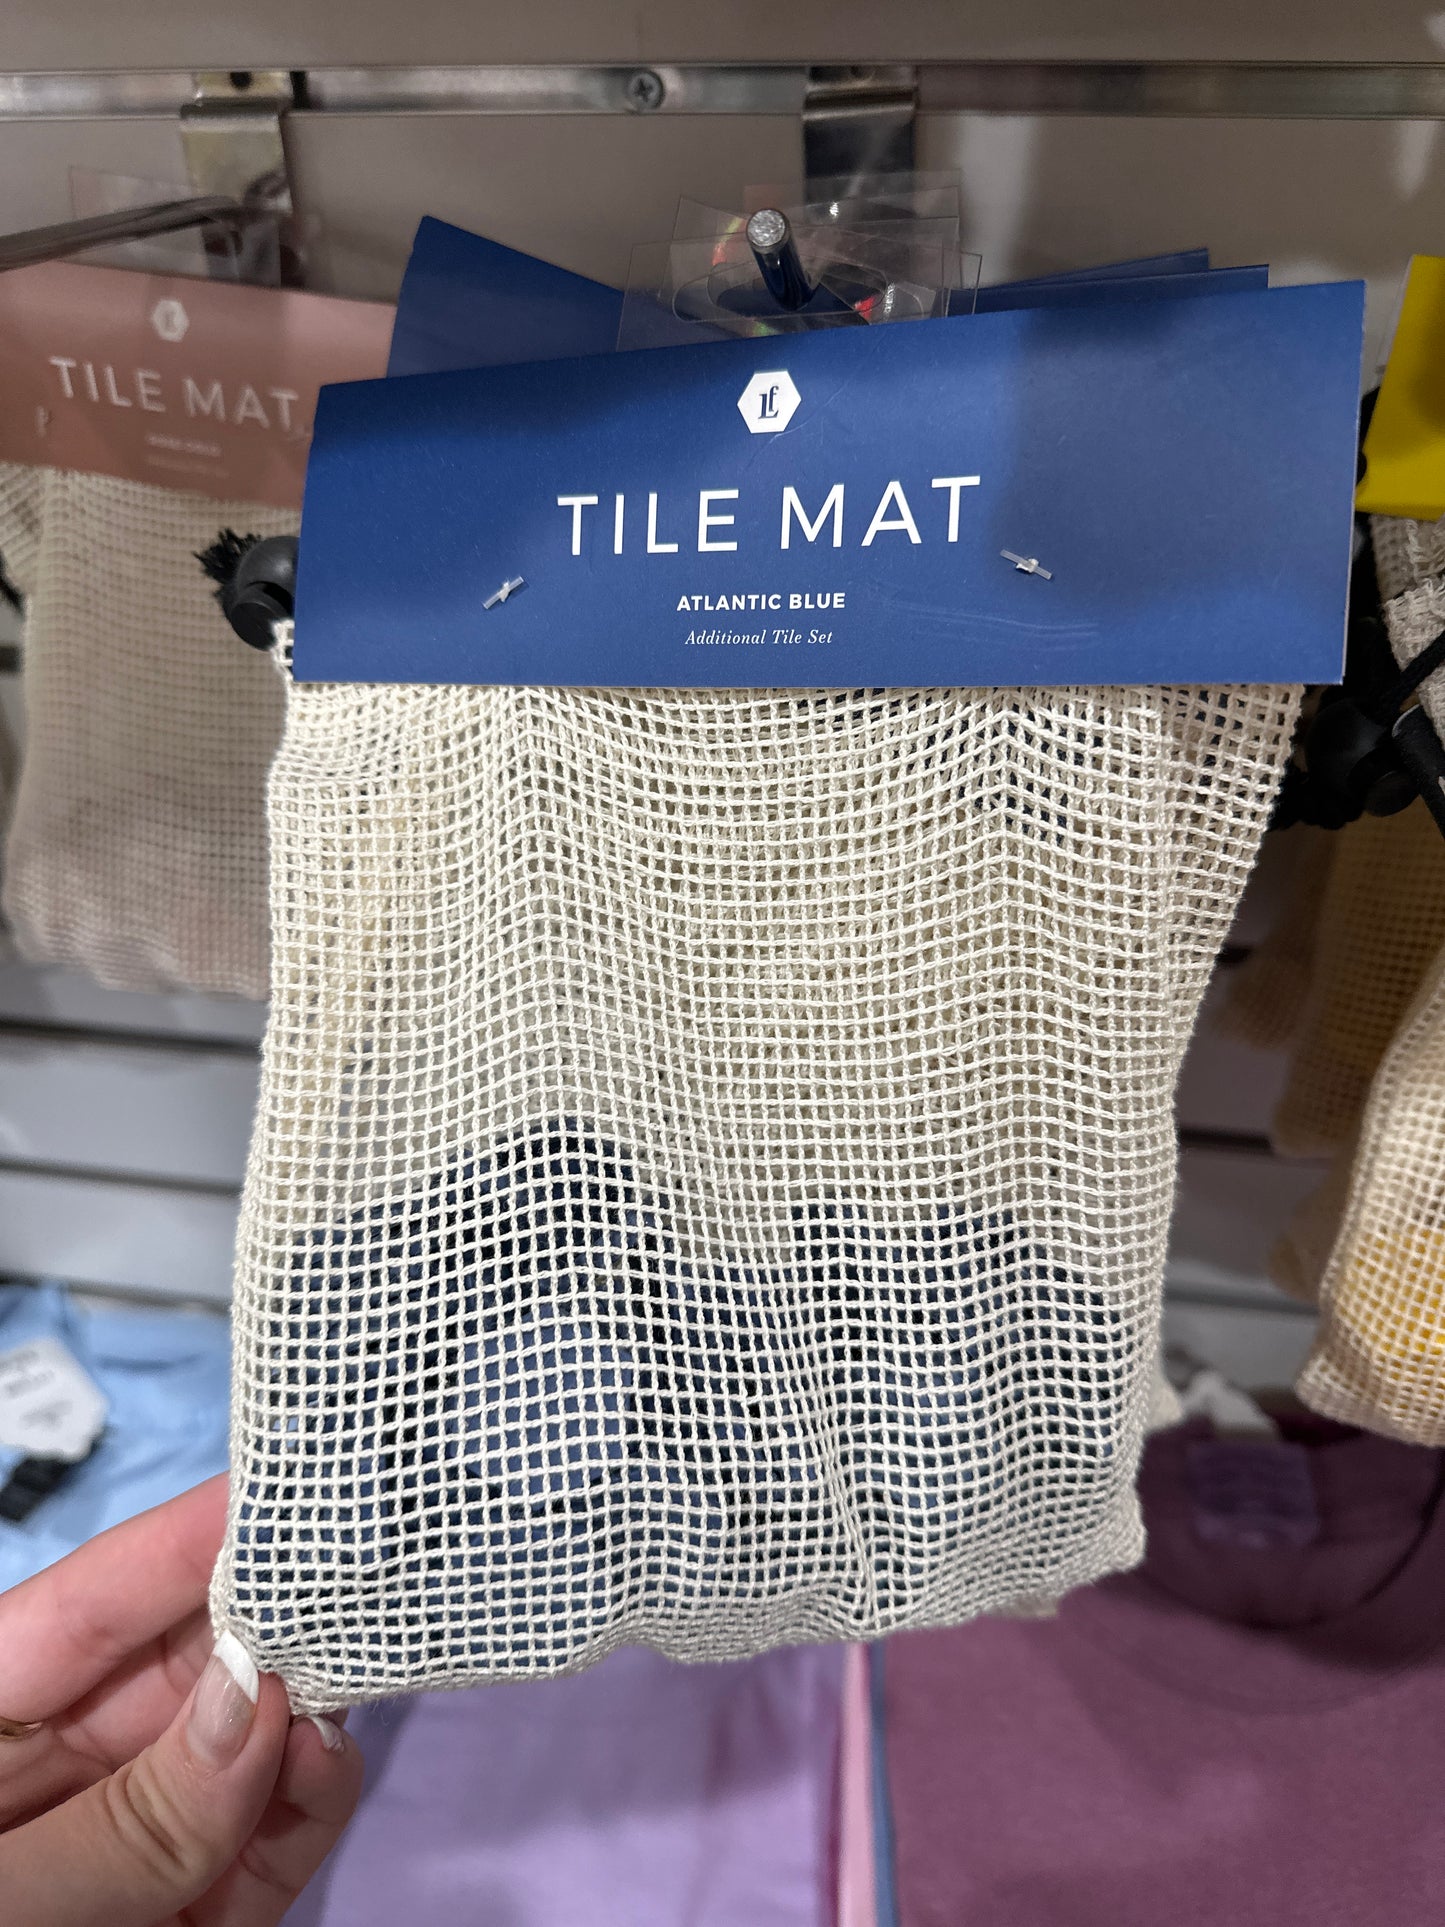 Lf
TILE MAT
ATLANTIC BLUE
Additional Tile Set
TILE MAT